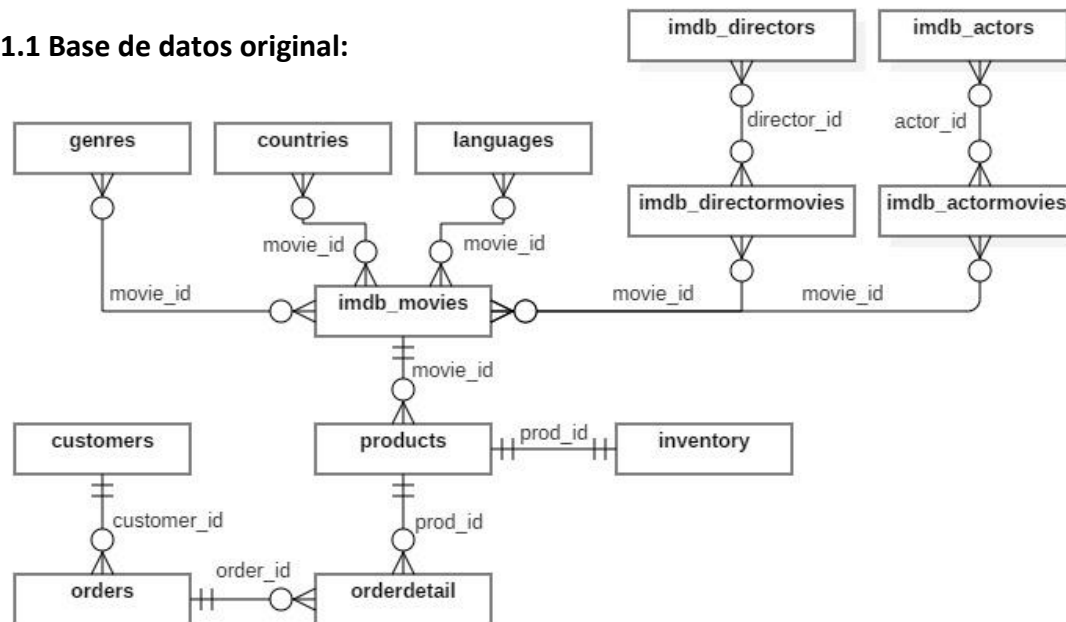 1.1 Base de datos original:
imdb_directors
imdb_actors
director_id
actor_id
genres
countries
languages
imdb_directormovies
imdb_actormovies
movie_id
movie_id
movie_id
movie_id
movie_id
imdb_movies
movie_id
customers
products
prod_id
inventory
customer_id
prod_id
orders
order_id
orderdetail